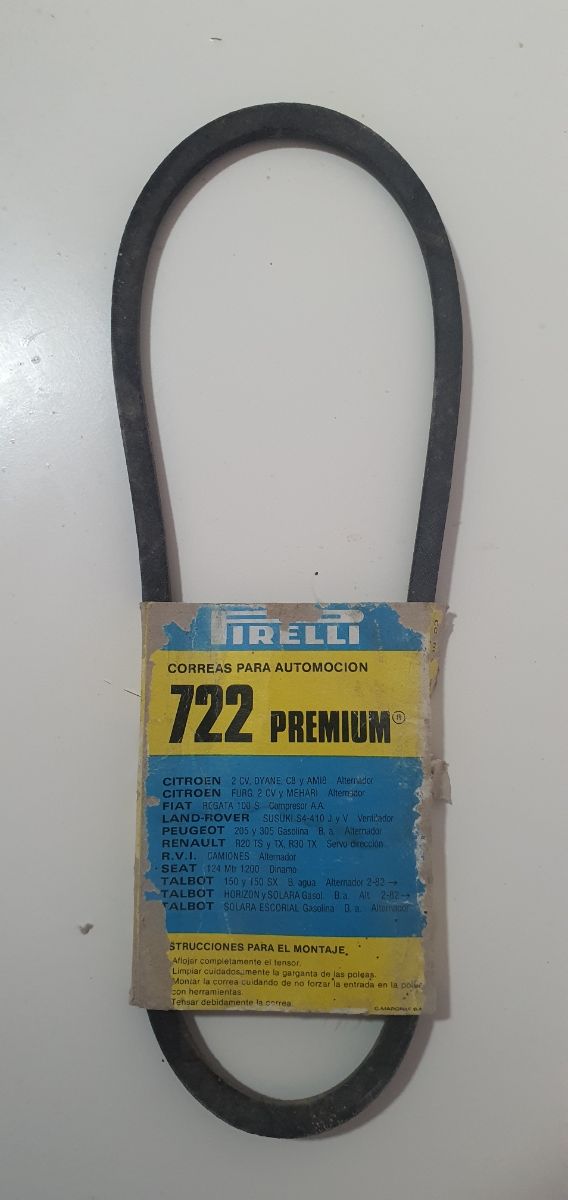 PIRELLI
CORREAS PARA AUTOMOCION
722 PREMIUM®
CITROEN 2 CV, DYANE, C8 y AMI8 Alternador
CITROEN FURG. 2 CV y MEHARI Alternador
FIAT REGATA 100 S Compresor A.A.
LAND-ROVER SUSUKI S4-410 J y V Ventilador
PEUGEOT 205 y 305 Gasolina B. a. Alternador
RENAULT R20 TS y TX, R30 TX Servo dirección
R.V.I. CAMIONES Alternador
SEAT 124 Mtr 1200 Dinamo
TALBOT 150 y 150 SX B. agua Alternador 2-82 →
TALBOT HORIZON y SOLARA Gasol. B.a. Alt. 2-82 →
TALBOT SOLARA ESCORIAL Gasolina B. a. Alternador
STRUCCIONES PARA EL MONTAJE
Aflojar completamente el tensor.
Limpiar cuidadosamente la garganta de las poleas.
Montar la correa cuidando de no forzar la entrada en la pole
con herramientas.
Tensar debidamente la correa.